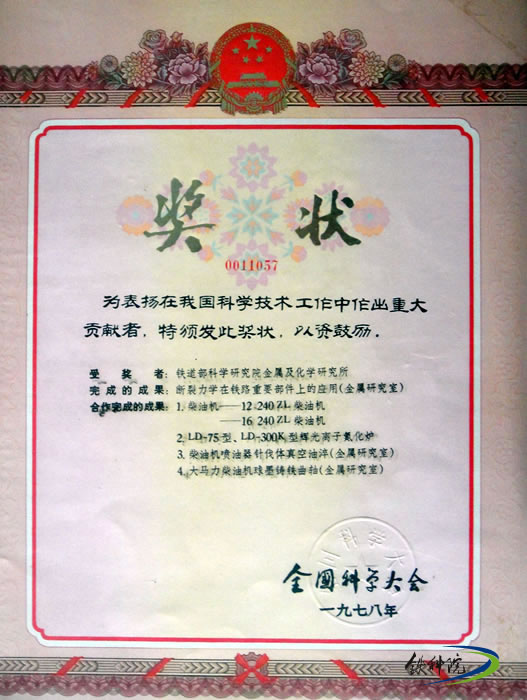 奖状
0011057
为表扬在我国科学技术工作中作出重大
贡献者，特颁发此奖状，以资鼓励．
受奖者：铁道部科学研究院金属及化学研究所
完成的成果：断裂力学在铁路重要部件上的应用(金属研究室)
合作完成的成果：1. 柴油机——12 240 ZL 柴油机
——16 240 ZL 柴油机
2. LD-75型、LD-300K型辉光离子氮化炉
3. 柴油机喷油器针伐体真空油淬(金属研究室)
4. 大马力柴油机球墨铸铁曲轴(金属研究室)
全国科学大会
一九七八年
铁科院